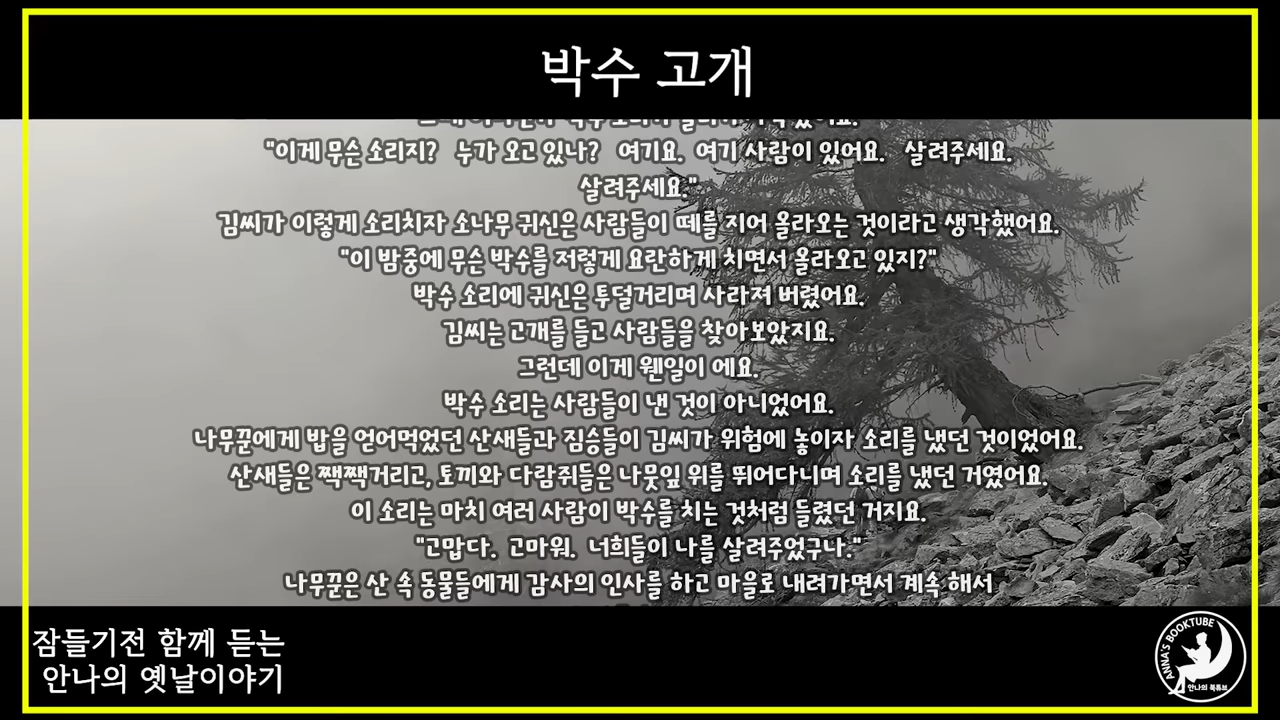 박수 고개
"이게 무슨 소리지? 누가 오고 있나? 여기요. 여기 사람이 있어요. 살려주세요.
살려주세요."
김씨가 이렇게 소리치자 소나무 귀신은 사람들이 떼를 지어 올라오는 것이라고 생각했어요.
"이 밤중에 무슨 박수를 저렇게 요란하게 치면서 올라오고 있지?"
박수 소리에 귀신은 투덜거리며 사라져 버렸어요.
김씨는 고개를 들고 사람들을 찾아보았지요.
그런데 이게 웬일이 에요.
박수 소리는 사람들이 낸 것이 아니었어요.
나무꾼에게 밥을 얻어먹었던 산새들과 짐승들이 김씨가 위험에 놓이자 소리를 냈던 것이었어요.
산새들은 짹짹거리고, 토끼와 다람쥐들은 나뭇잎 위를 뛰어다니며 소리를 냈던 거였어요.
이 소리는 마치 여러 사람이 박수를 치는 것처럼 들렸던 거지요.
"고맙다. 고마워. 너희들이 나를 살려주었구나."
나무꾼은 산 속 동물들에게 감사의 인사를 하고 마을로 내려가면서 계속 해서
잠들기전 함께 듣는
안나의 옛날이야기
ANNA'S BOOKTUBE
안나의 북튜브